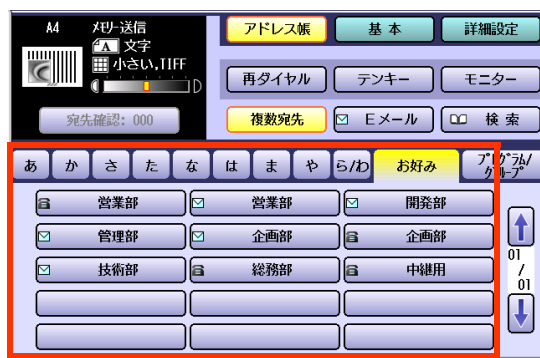 A4 メモリー送信
A 文字
小さい,TIFF
D
宛先確認: 000
アドレス帳 基本 詳細設定
再ダイヤル テンキー モニター
複数宛先 Eメール 検索
あ か さ た な は ま や ら/わ お好み プログラム/
グループ
営業部 営業部 開発部
管理部 企画部 企画部
技術部 総務部 中継用
01
/
01